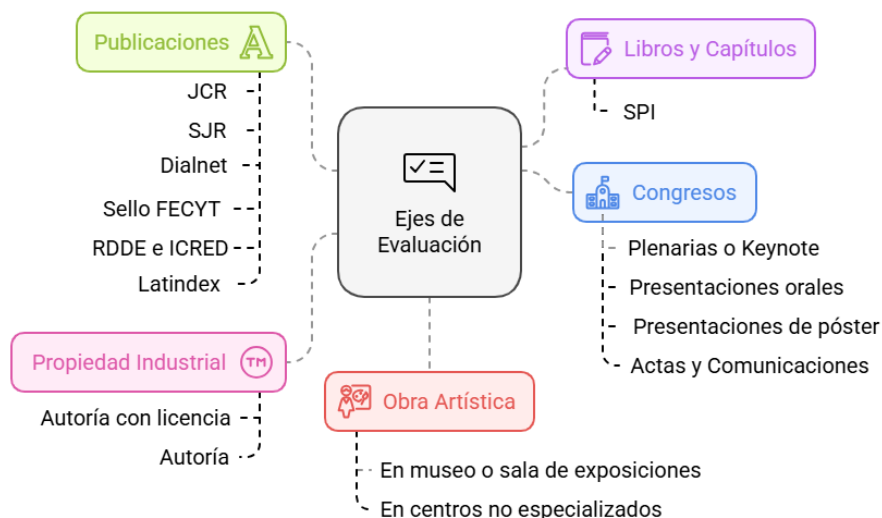 Publicaciones
JCR
SJR
Dialnet
Sello FECYT
RDDE e ICRED
Latindex
Libros y Capítulos
SPI
Ejes de
Evaluación
Congresos
Plenarias o Keynote
Presentaciones orales
Presentaciones de póster
Actas y Comunicaciones
Propiedad Industrial
TM
Autoría con licencia
Autoría
Obra Artística
En museo o sala de exposiciones
En centros no especializados